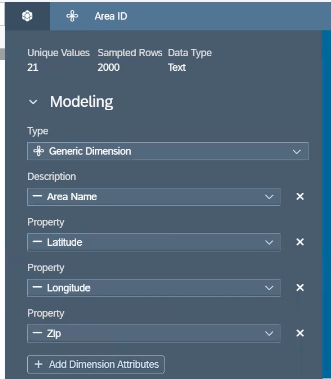 Area ID
Unique Values Sampled Rows Data Type
21 2000 Text
Modeling
Type
Generic Dimension
Description
Area Name
Property
Latitude
Property
Longitude
Property
Zip
+ Add Dimension Attributes